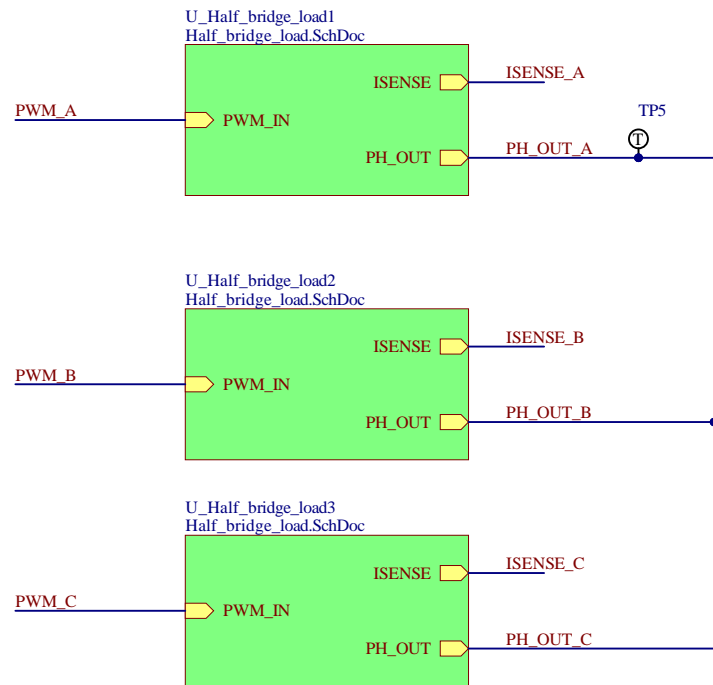 U_Half_bridge_load1
Half_bridge_load.SchDoc
ISENSE
ISENSE_A
PWM_A
PWM_IN
TP5
T
PH_OUT
PH_OUT_A
U_Half_bridge_load2
Half_bridge_load.SchDoc
ISENSE
ISENSE_B
PWM_B
PWM_IN
PH_OUT
PH_OUT_B
U_Half_bridge_load3
Half_bridge_load.SchDoc
ISENSE
ISENSE_C
PWM_C
PWM_IN
PH_OUT
PH_OUT_C